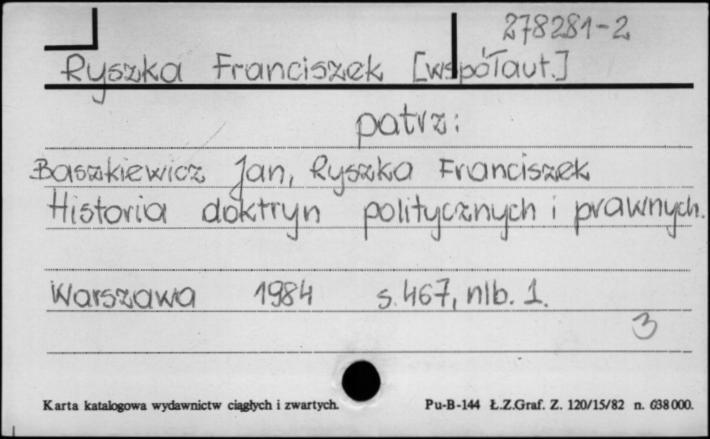 278281-2
Ryszka Franciszek [współaut.]
patrz:
Baszkiewicz Jan, Ryszka Franciszek
Historia doktryn politycznych i prawnych.
Warszawa 1984 s. 467, nlb. 1.
3
Karta katalogowa wydawnictw ciągłych i zwartych. Pu-B-144 Ł.Z.Graf. Z. 120/15/82 n. 638000.